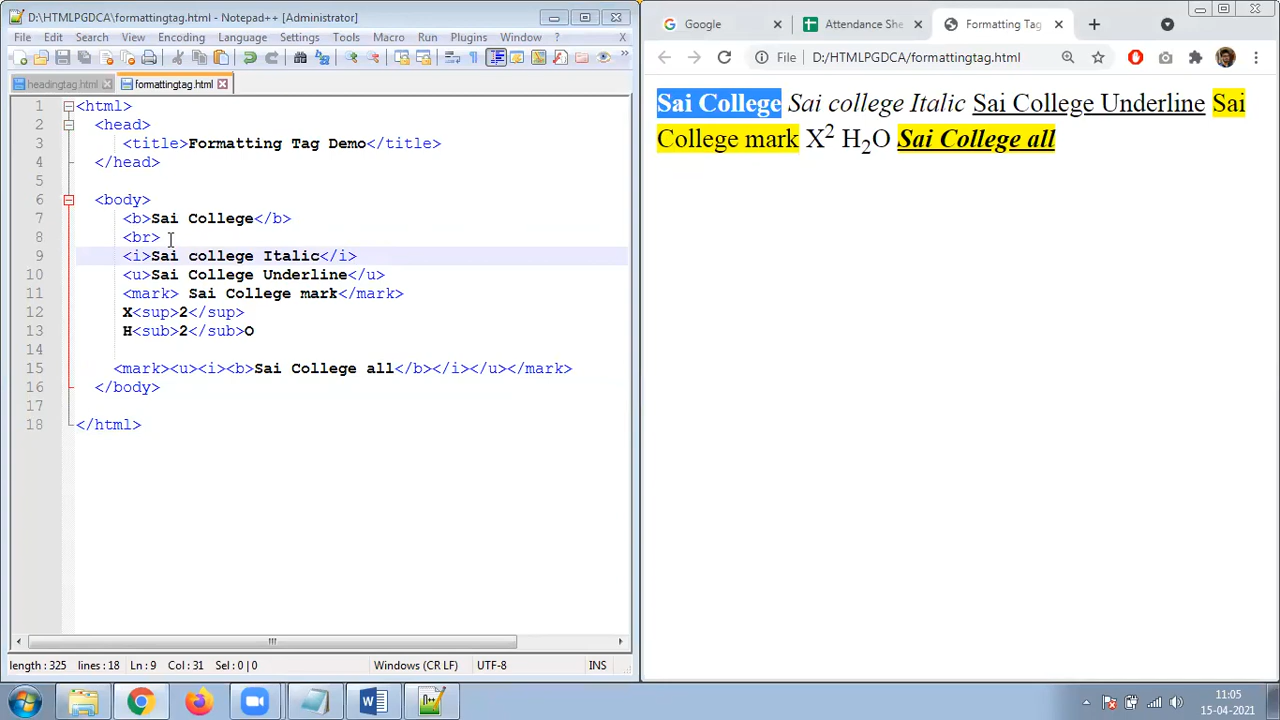 D:\HTMLPGDCA\formattingtag.html - Notepad++ [Administrator]
File Edit Search View Encoding Language Settings Tools Macro Run Plugins Window ? X
headingtag.html formattingtag.html
1 <html>
2 <head>
3 <title>Formatting Tag Demo</title>
4 </head>
5
6 <body>
7 <b>Sai College</b>
8 <br>
9 <i>Sai college Italic</i>
10 <u>Sai College Underline</u>
11 <mark> Sai College mark</mark>
12 X<sup>2</sup>
13 H<sub>2</sub>O
14
15 <mark><u><i><b>Sai College all</b></i></u></mark>
16 </body>
17
18 </html>
length : 325 lines : 18 Ln : 9 Col : 31 Sel : 0 | 0 Windows (CR LF) UTF-8 INS
Google Attendance She Formatting Tag
File D:/HTMLPGDCA/formattingtag.html
Sai College Sai college Italic Sai College Underline Sai
College mark X2 H2O Sai College all
11:05
15-04-2021